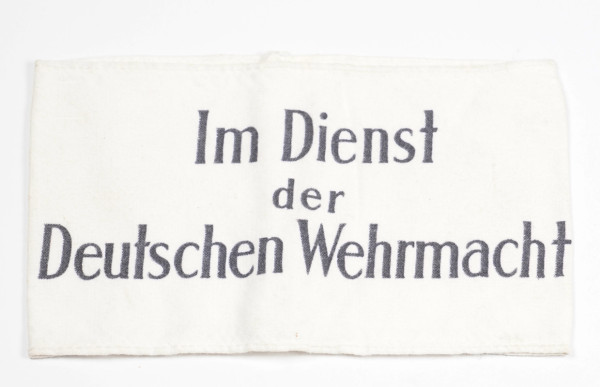 Im Dienst
der
Deutschen Wehrmacht